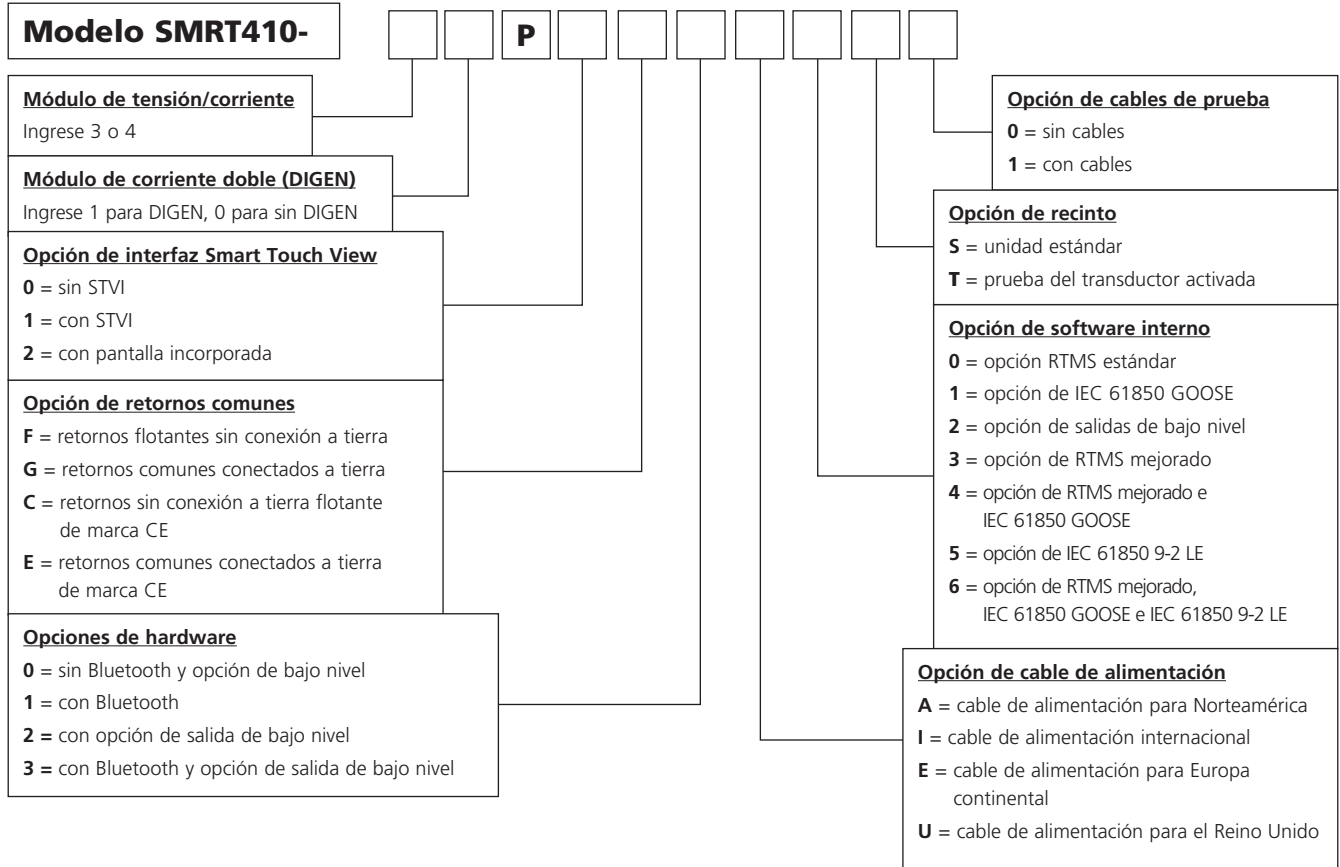 Modelo SMRT410-
P
Módulo de tensión/corriente
Ingrese 3 o 4
Módulo de corriente doble (DIGEN)
Ingrese 1 para DIGEN, 0 para sin DIGEN
Opción de interfaz Smart Touch View
0 = sin STVI
1 = con STVI
2 = con pantalla incorporada
Opción de retornos comunes
F = retornos flotantes sin conexión a tierra
G = retornos comunes conectados a tierra
C = retornos sin conexión a tierra flotante
de marca CE
E = retornos comunes conectados a tierra
de marca CE
Opciones de hardware
0 = sin Bluetooth y opción de bajo nivel
1 = con Bluetooth
2 = con opción de salida de bajo nivel
3 = con Bluetooth y opción de salida de bajo nivel
Opción de cables de prueba
0 = sin cables
1 = con cables
Opción de recinto
S = unidad estándar
T = prueba del transductor activada
Opción de software interno
0 = opción RTMS estándar
1 = opción de IEC 61850 GOOSE
2 = opción de salidas de bajo nivel
3 = opción de RTMS mejorado
4 = opción de RTMS mejorado e
IEC 61850 GOOSE
5 = opción de IEC 61850 9-2 LE
6 = opción de RTMS mejorado,
IEC 61850 GOOSE e IEC 61850 9-2 LE
Opción de cable de alimentación
A = cable de alimentación para Norteamérica
I = cable de alimentación internacional
E = cable de alimentación para Europa
continental
U = cable de alimentación para el Reino Unido